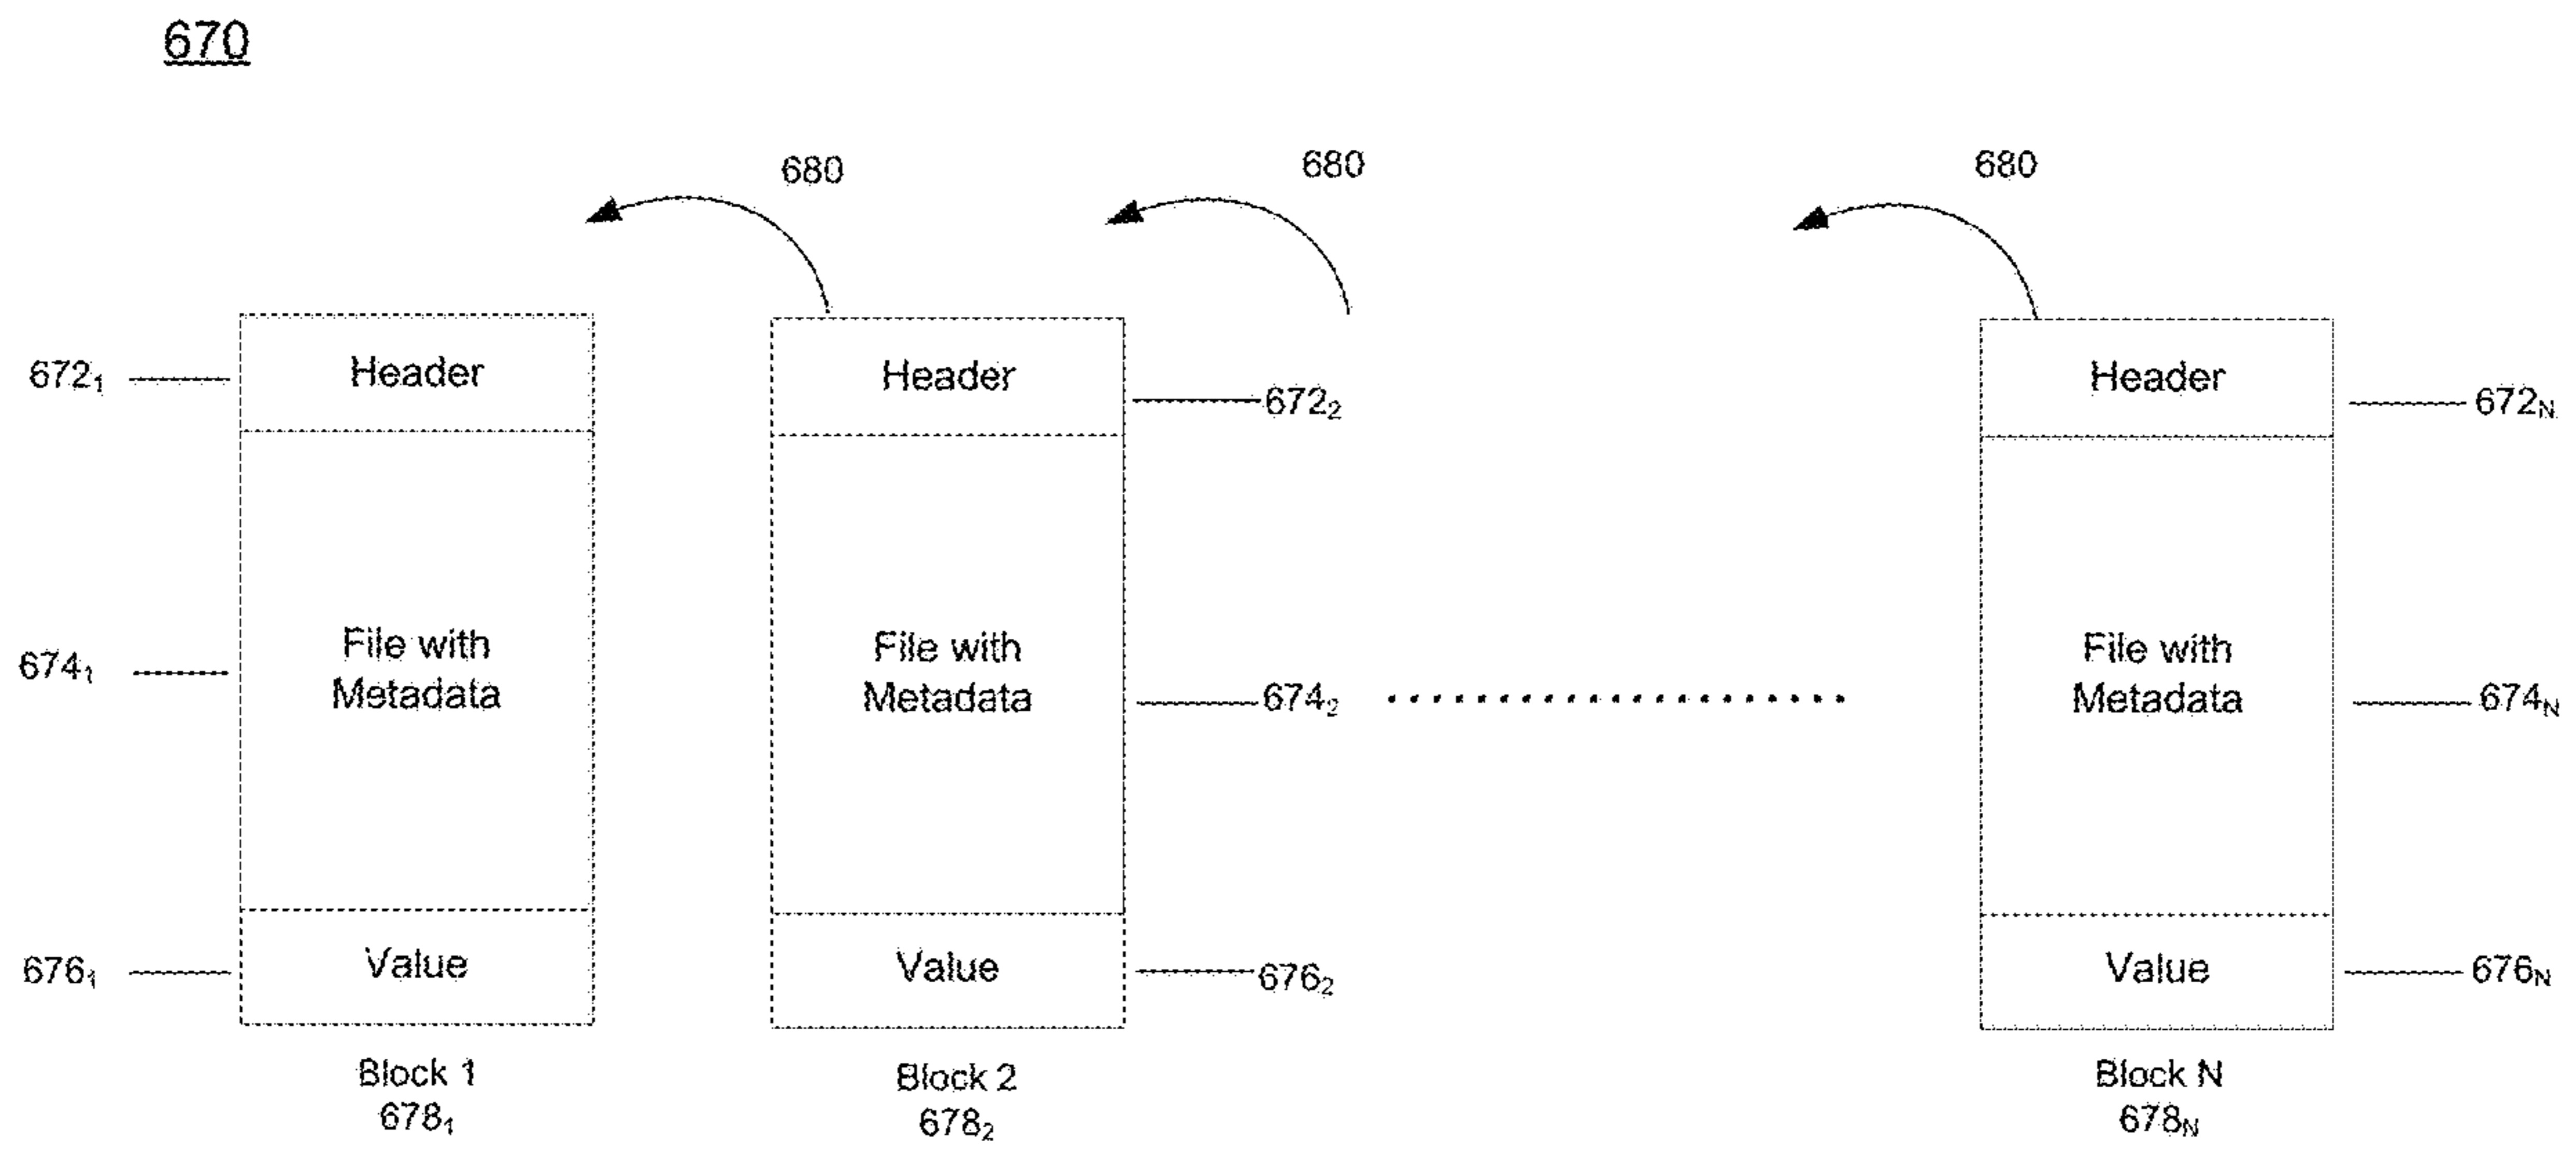 670
680 680 680
Header Header Header
672₁ 672₂ 672N
File with File with File with
Metadata Metadata Metadata
674₁ 674₂ 674N
Value Value Value
676₁ 676₂ 676N
Block 1 Block 2 Block N
678₁ 678₂ 678N